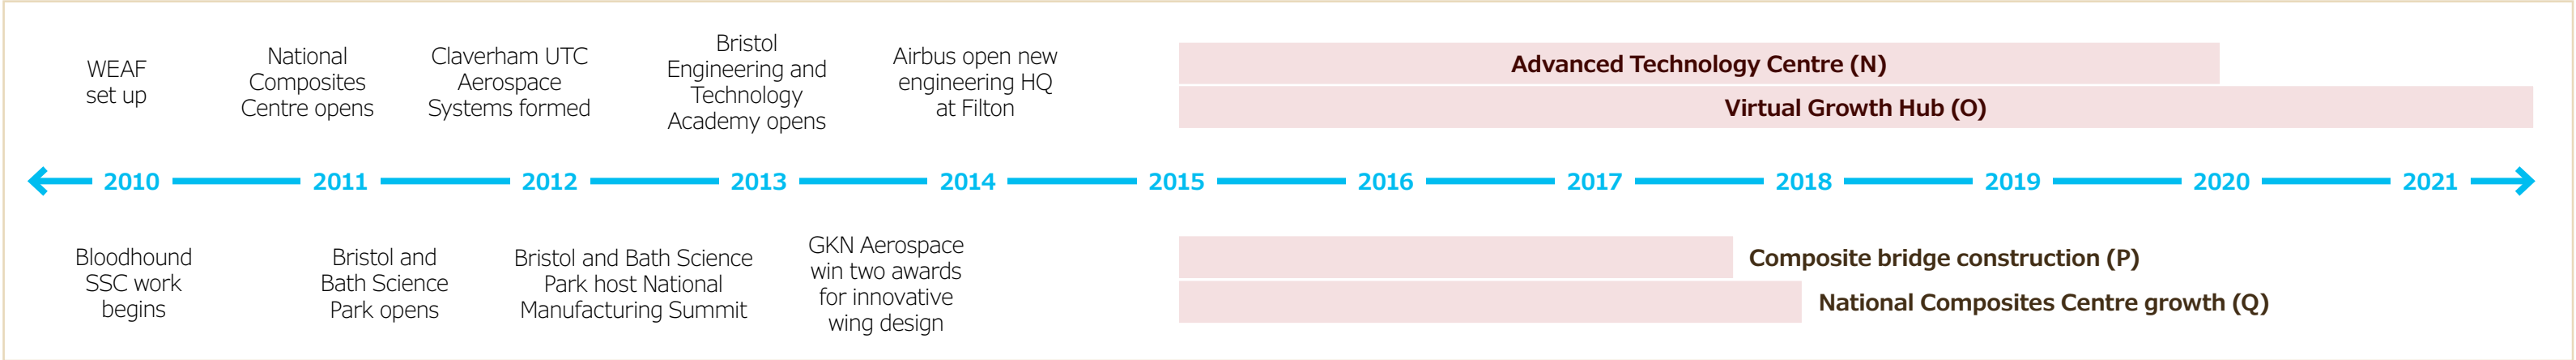 WEAF
set up
National
Composites
Centre opens
Claverham UTC
Aerospace
Systems formed
Bristol
Engineering and
Technology
Academy opens
Airbus open new
engineering HQ
at Filton
Advanced Technology Centre (N)
Virtual Growth Hub (O)
2010 2011 2012 2013 2014 2015 2016 2017 2018 2019 2020 2021
Bloodhound
SSC work
begins
Bristol and
Bath Science
Park opens
Bristol and Bath Science
Park host National
Manufacturing Summit
GKN Aerospace
win two awards
for innovative
wing design
Composite bridge construction (P)
National Composites Centre growth (Q)